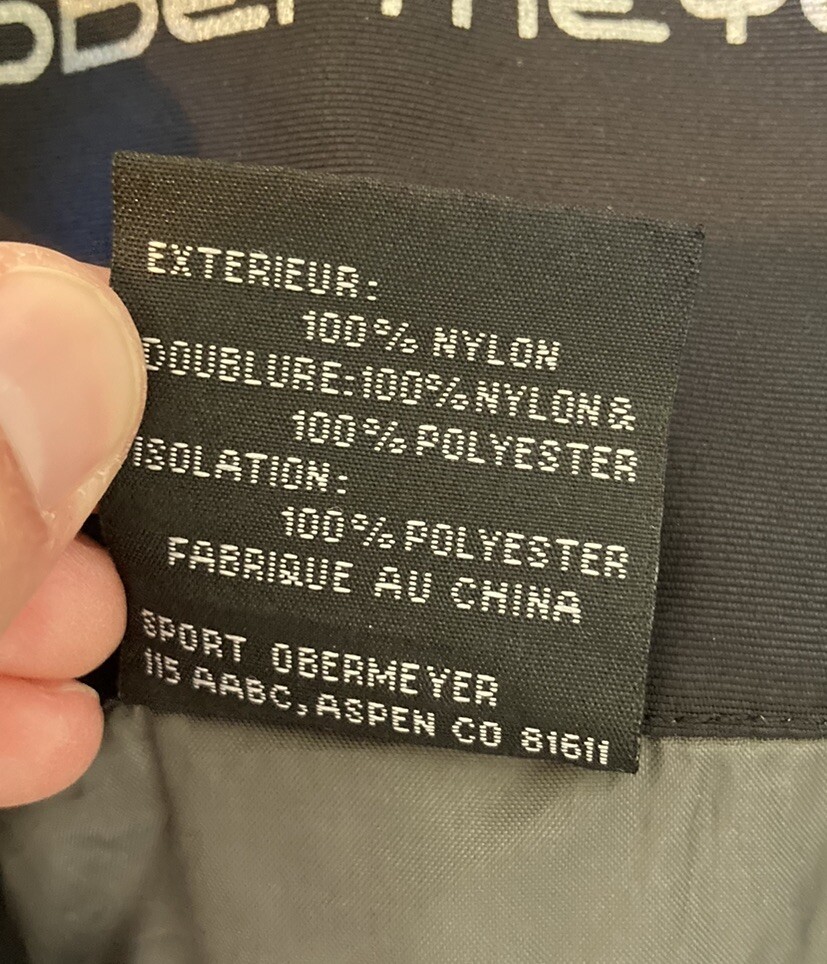 OBERMEYE
EXTERIEUR:
100% NYLON
DOUBLURE:100%NYLON&
100%POLYESTER
ISOLATION:
100%POLYESTER
FABRIQUE AU CHINA
SPORT OBERMEYER
115 AABC,ASPEN CO 81611